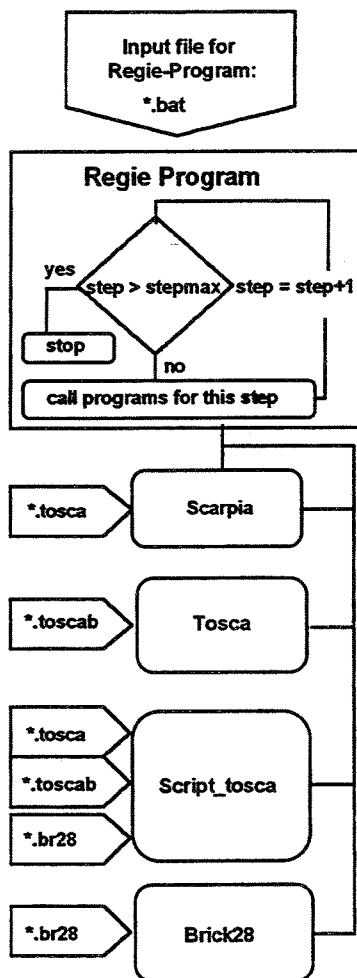 Input file for
Regie-Program:
*.bat
Regie Program
yes
step > stepmax
step = step+1
stop
no
call programs for this step
*.tosca
Scarpia
*.toscab
Tosca
*.tosca
*.toscab
Script_tosca
*.br28
*.br28
Brick28